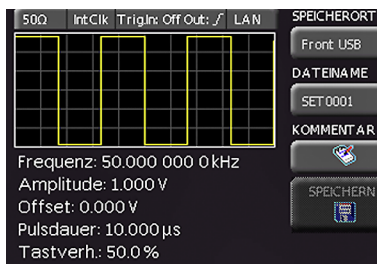 50Ω IntClk Trig.In: Off Out: ƒ LAN
SPEICHERORT
Front USB
DATEINAME
SET0001
KOMMENTAR
SPEICHERN
Frequenz: 50.000 000 0 kHz
Amplitude: 1.000 V
Offset: 0.000 V
Pulsdauer: 10.000 µs
Tastverh.: 50.0 %